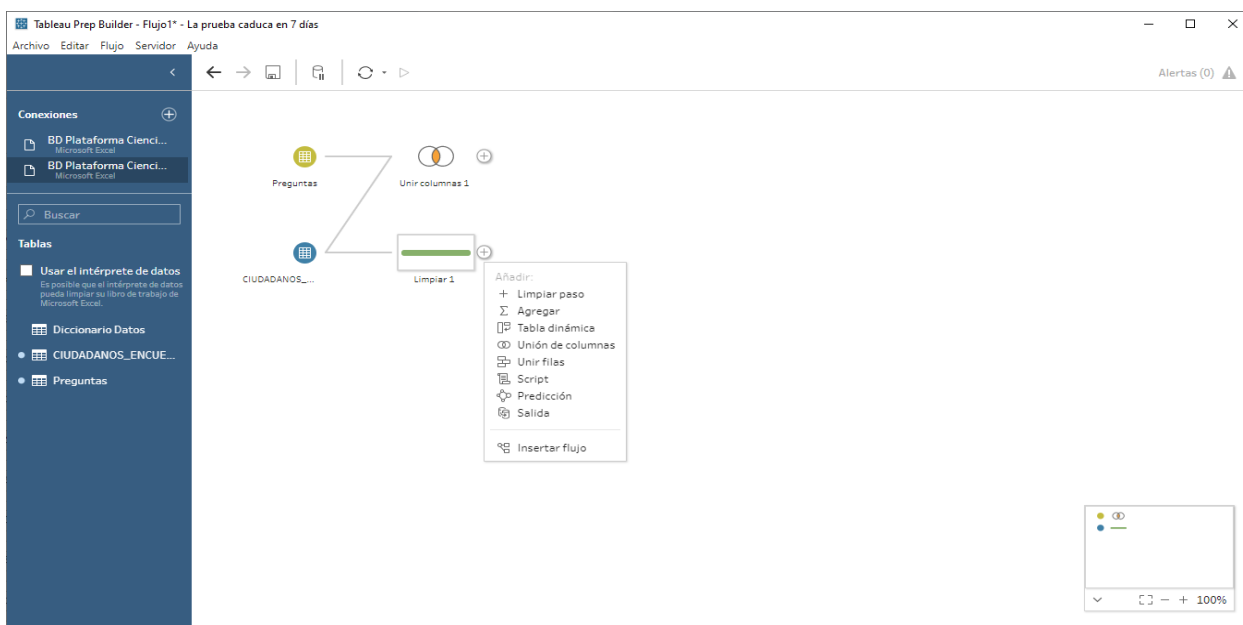 Tableau Prep Builder - Flujo1* - La prueba caduca en 7 días
Archivo Editar Flujo Servidor Ayuda
Alertas (0)
Conexiones
BD Plataforma Cienci...
Microsoft Excel
BD Plataforma Cienci...
Microsoft Excel
Buscar
Tablas
Usar el intérprete de datos
Es posible que el intérprete de datos
pueda limpiar su libro de trabajo de
Microsoft Excel.
Diccionario Datos
CIUDADANOS_ENCUE...
Preguntas
Preguntas
Unir columnas 1
CIUDADANOS_...
Limpiar 1
Añadir:
Limpiar paso
Agregar
Tabla dinámica
Unión de columnas
Unir filas
Script
Predicción
Salida
Insertar flujo
100%